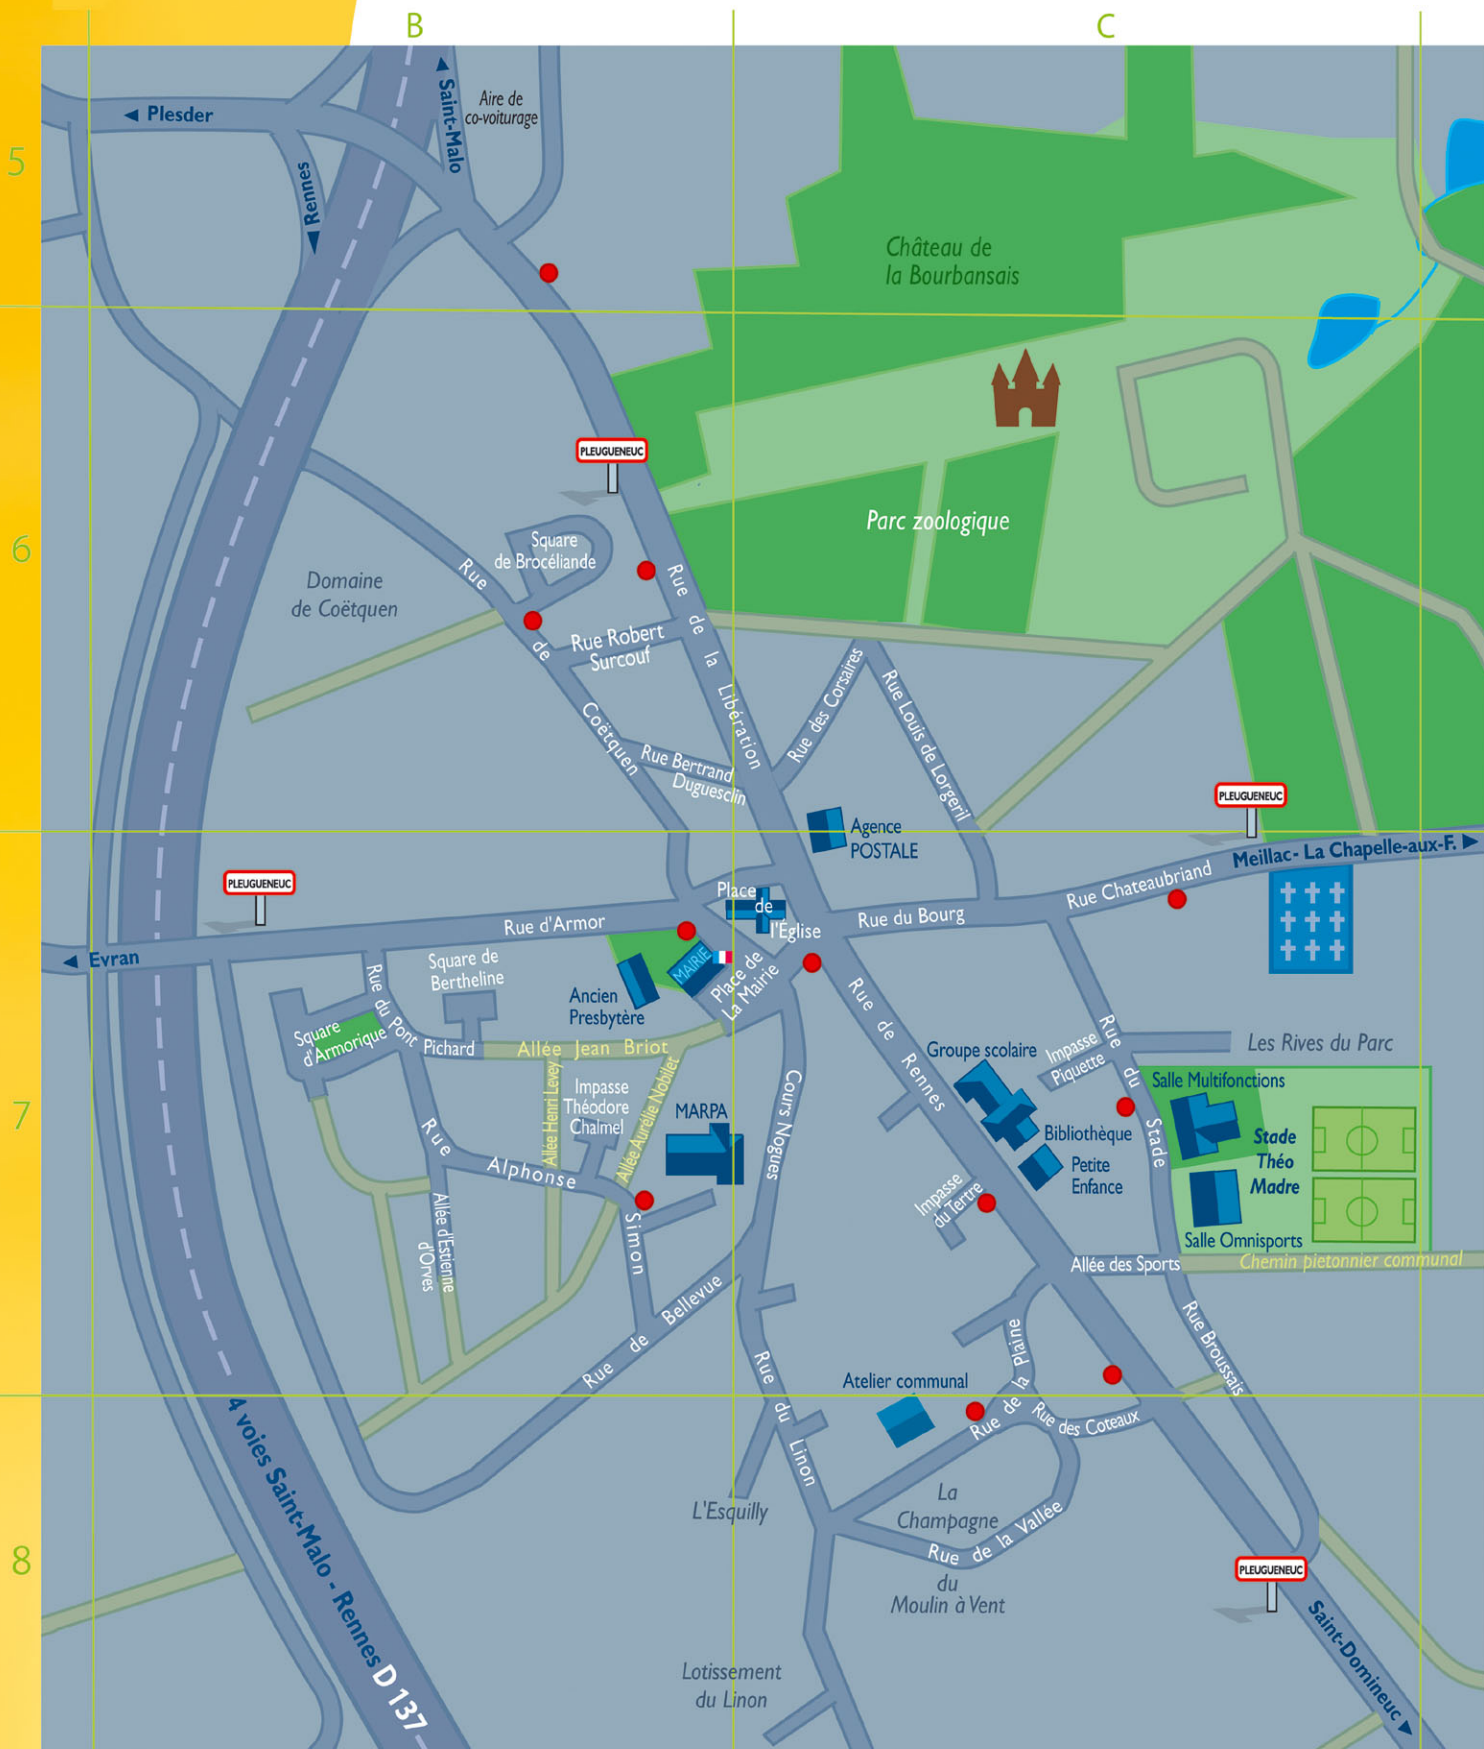 B
C
5
6
7
8
◄ Plesder
▲ Saint-Malo
Aire de
co-voiturage
Rennes ►
Château de
la Bourbansais
PLEUGUENEUC
Parc zoologique
Square
de Brocéliande
Domaine
de Coëtquen
Rue de Coëtquen
Rue Robert
Surcouf
Rue de la Libération
Rue des Corsaires
Rue Louis de Lorgeril
Rue Bertrand
Duguesclin
PLEUGUENEUC
Agence
POSTALE
Meillac- La Chapelle-aux-F. ►
PLEUGUENEUC
Rue Chateaubriand
Place
de
l'Église
Rue du Bourg
Rue d'Armor
◄ Evran
MAIRIE
Place de
La Mairie
Square de
Bertheline
Ancien
Presbytère
Rue du Pont Pichard
Square
d'Armorique
Allée Jean Briot
Rue de Rennes
Groupe scolaire
Impasse
Piquette
Rue du Stade
Les Rives du Parc
Salle Multifonctions
Stade
Théo
Madre
Bibliothèque
Petite
Enfance
Salle Omnisports
Impasse
du Tertre
Allée des Sports
Chemin pietonnier communal
Cours Nogues
MARPA
Impasse
Théodore
Chalmel
Allée Henri Levey
Allée Aurélie Nobilet
Rue Alphonse Simon
Allée d'Estienne
d'Orves
Rue de Bellevue
Rue Broussais
Rue de la Plaine
Atelier communal
Rue de la
Rue des Coteaux
Rue du Linon
L'Esquilly
La
Champagne
Rue de la Vallée
du
Moulin à Vent
PLEUGUENEUC
Saint-Domineuc ►
Lotissement
du Linon
4 voies Saint-Malo - Rennes D 137